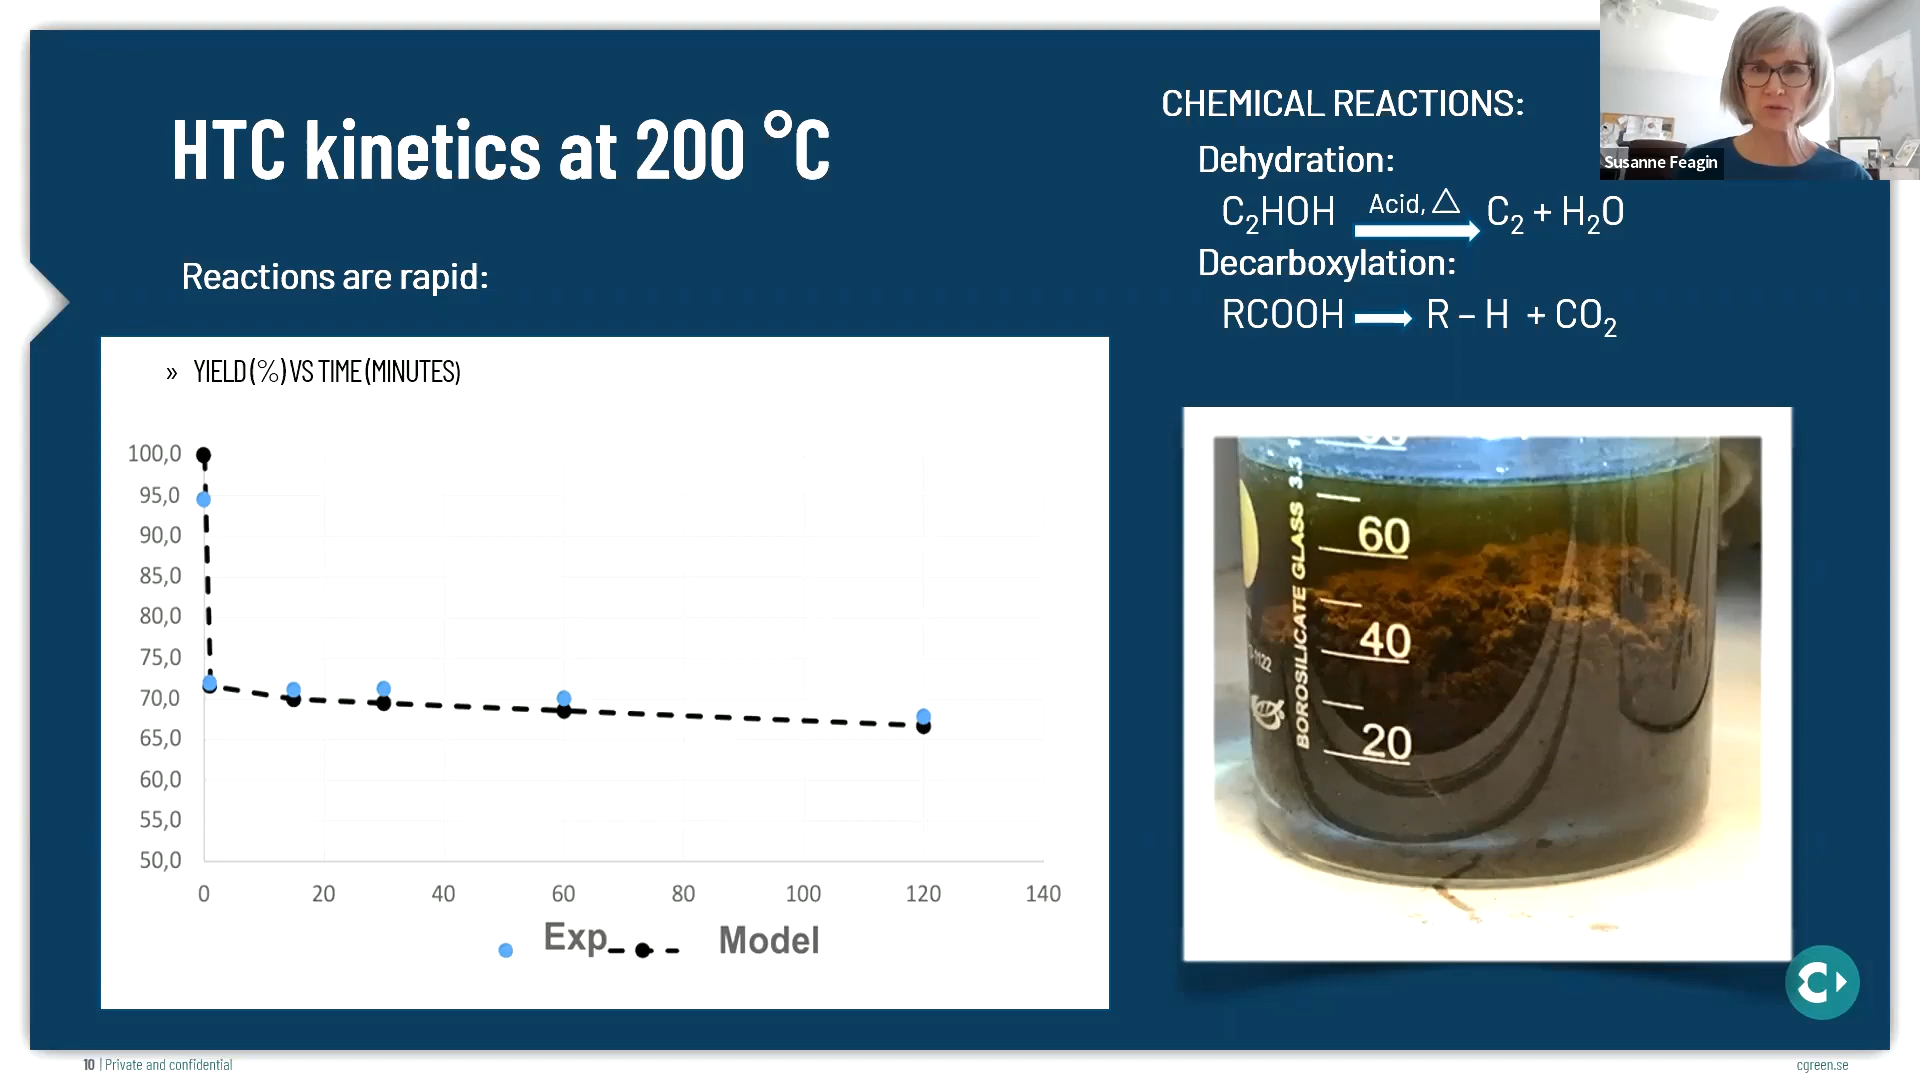 HTC kinetics at 200 °C
Reactions are rapid:
CHEMICAL REACTIONS:
Dehydration:
C₂HOH Acid, △ C₂ + H₂O
Decarboxylation:
RCOOH R – H + CO₂
Susanne Feagin
» YIELD (%) VS TIME (MINUTES)
100,0
95,0
90,0
85,0
80,0
75,0
70,0
65,0
60,0
55,0
50,0
0 20 40 60 80 100 120 140
Exp Model
60
40
20
BOROSILICATE GLASS 3.3
10 | Private and confidential
cgreen.se